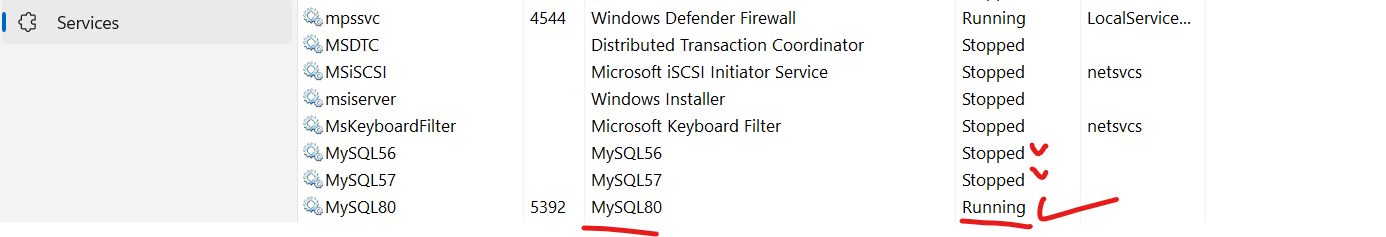 Services
mpssvc 4544 Windows Defender Firewall Running LocalService...
MSDTC Distributed Transaction Coordinator Stopped
MSiSCSI Microsoft iSCSI Initiator Service Stopped netsvcs
msiserver Windows Installer Stopped
MsKeyboardFilter Microsoft Keyboard Filter Stopped netsvcs
MySQL56 MySQL56 Stopped
MySQL57 MySQL57 Stopped
MySQL80 5392 MySQL80 Running